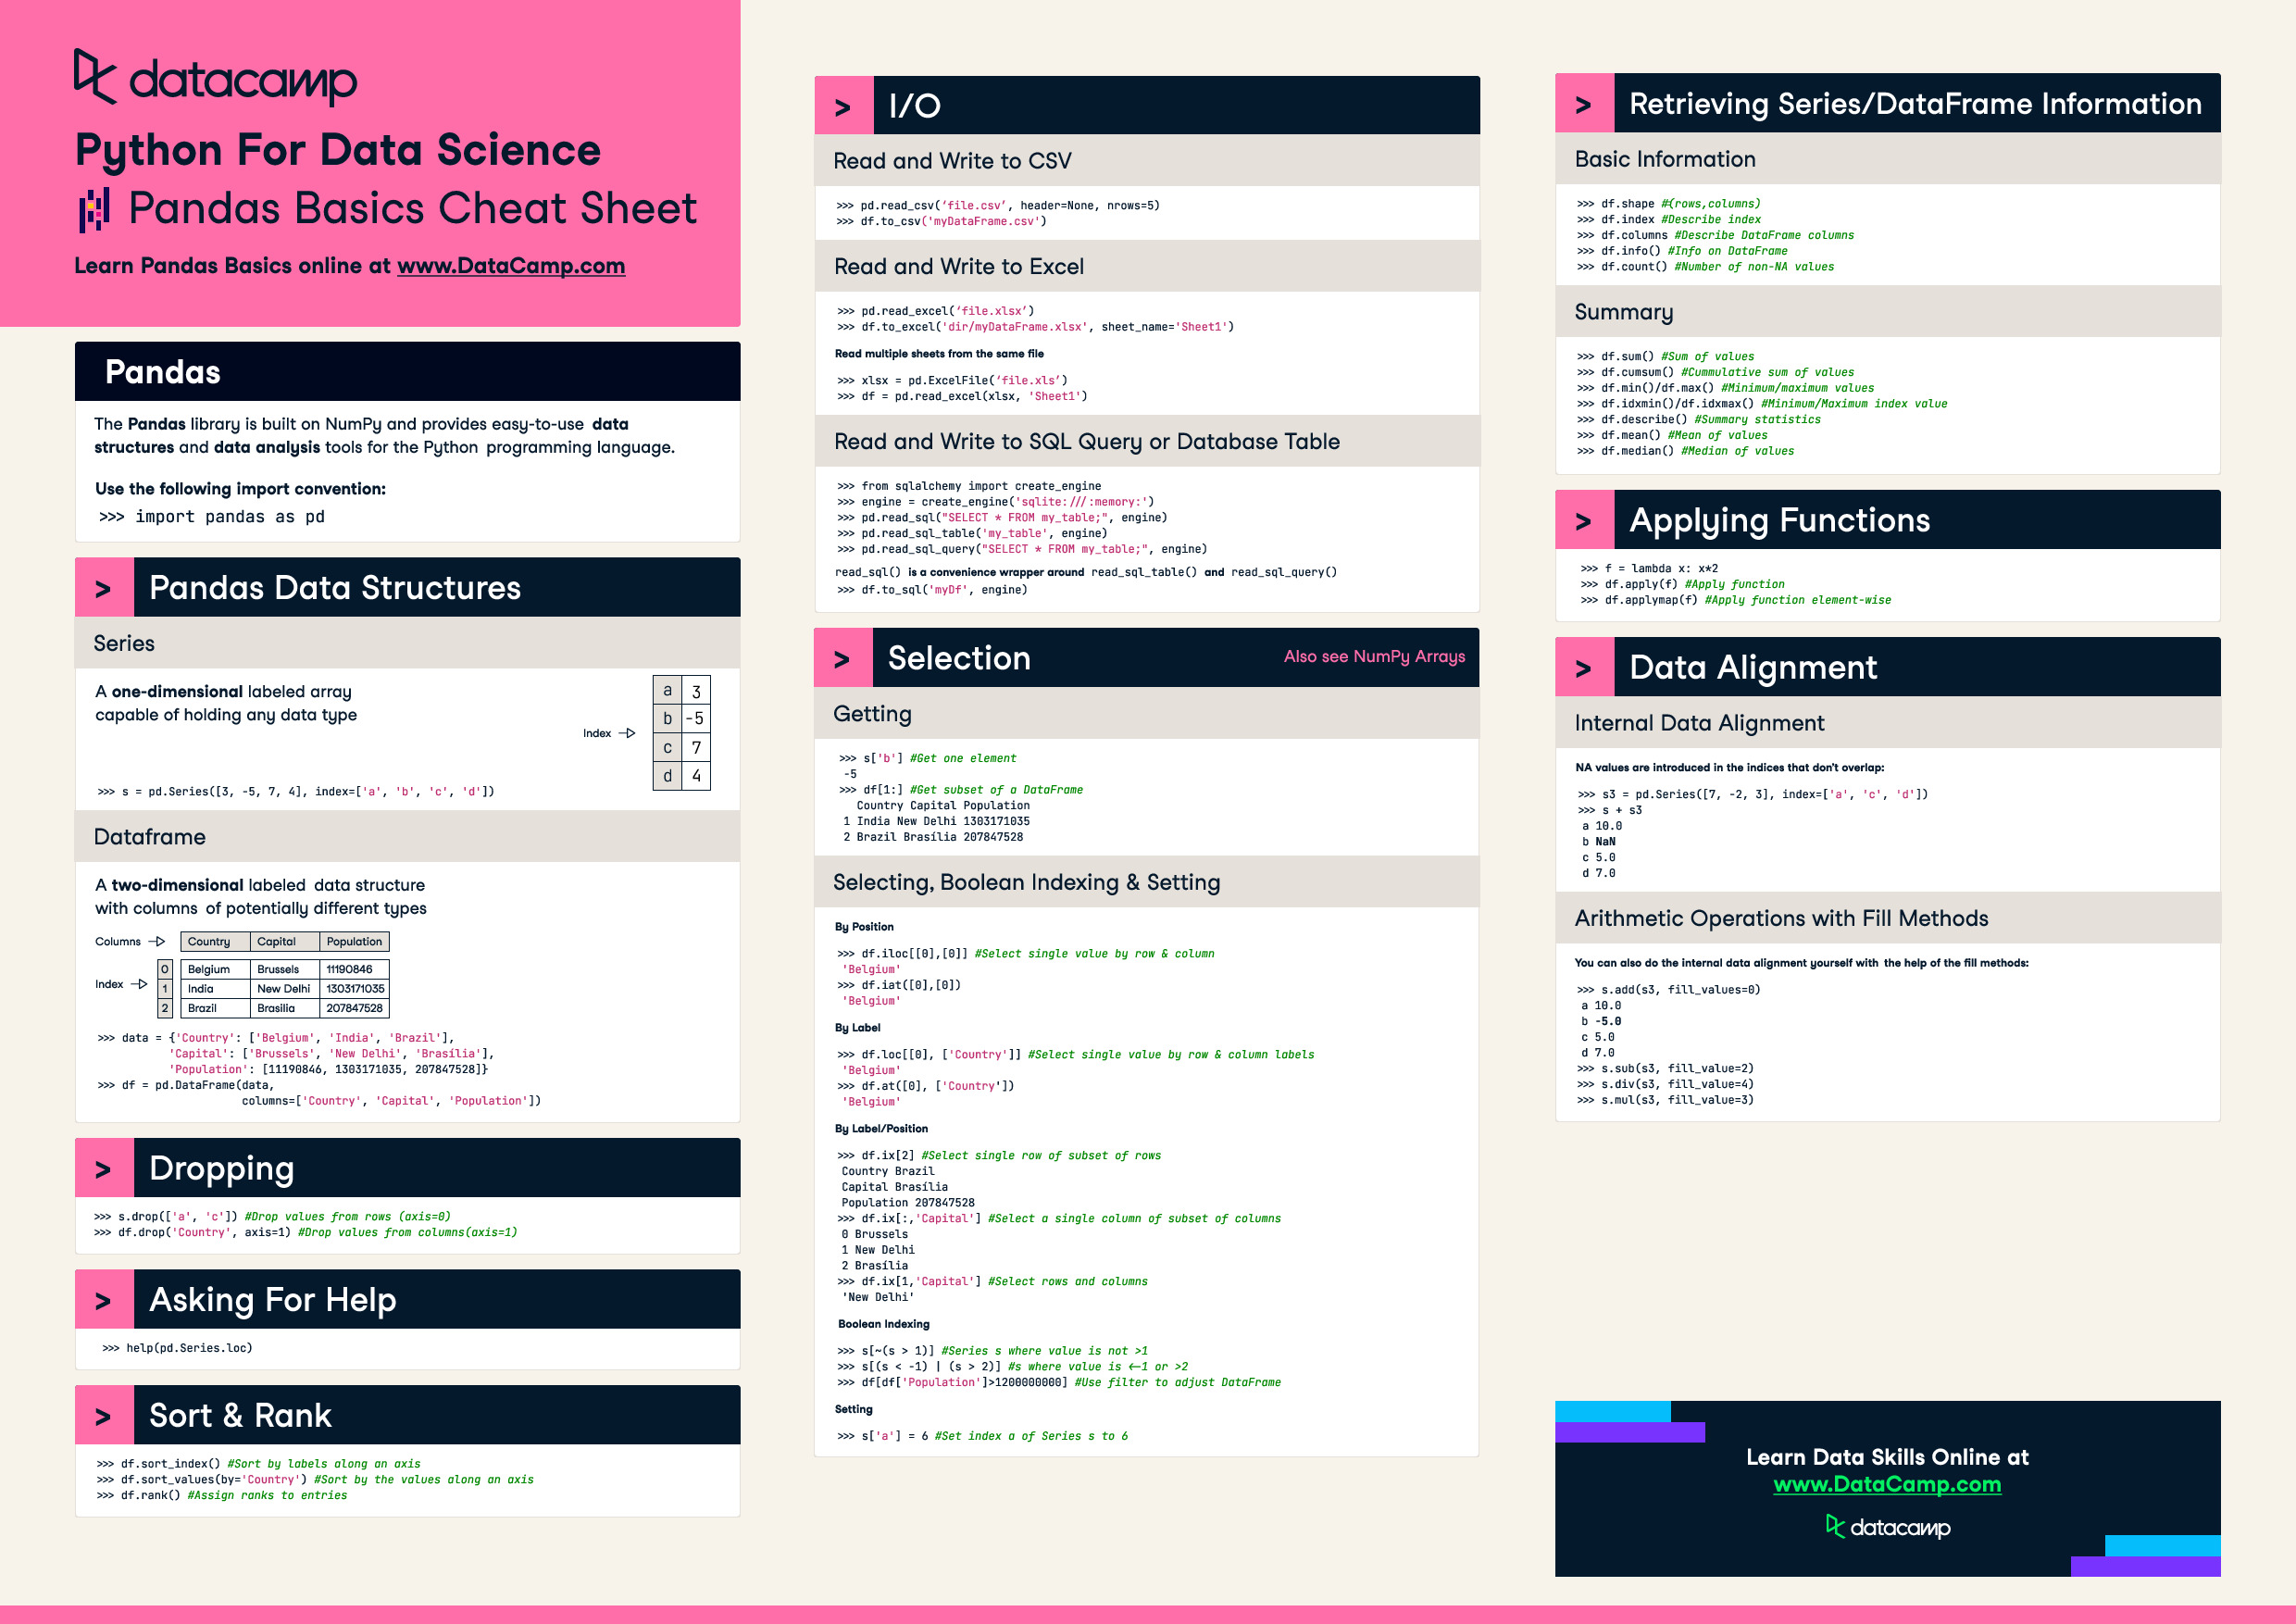 datacamp
Python For Data Science
Pandas Basics Cheat Sheet
Learn Pandas Basics online at www.DataCamp.com
Pandas
The Pandas library is built on NumPy and provides easy-to-use data
structures and data analysis tools for the Python programming language.
Use the following import convention:
>>> import pandas as pd
> Pandas Data Structures
Series
A one-dimensional labeled array
capable of holding any data type
Index
a 3
b -5
c 7
d 4
>>> s = pd.Series([3, -5, 7, 4], index=['a', 'b', 'c', 'd'])
Dataframe
A two-dimensional labeled data structure
with columns of potentially different types
Columns Country Capital Population
Index
0 Belgium Brussels 11190846
1 India New Delhi 1303171035
2 Brazil Brasilia 207847528
>>> data = {'Country': ['Belgium', 'India', 'Brazil'],
'Capital': ['Brussels', 'New Delhi', 'Brasília'],
'Population': [11190846, 1303171035, 207847528]}
>>> df = pd.DataFrame(data,
columns=['Country', 'Capital', 'Population'])
> Dropping
>>> s.drop(['a', 'c']) #Drop values from rows (axis=0)
>>> df.drop('Country', axis=1) #Drop values from columns(axis=1)
> Asking For Help
>>> help(pd.Series.loc)
> Sort & Rank
>>> df.sort_index() #Sort by labels along an axis
>>> df.sort_values(by='Country') #Sort by the values along an axis
>>> df.rank() #Assign ranks to entries
> I/O
Read and Write to CSV
>>> pd.read_csv(‘file.csv’, header=None, nrows=5)
>>> df.to_csv('myDataFrame.csv')
Read and Write to Excel
>>> pd.read_excel(‘file.xlsx’)
>>> df.to_excel('dir/myDataFrame.xlsx', sheet_name='Sheet1')
Read multiple sheets from the same file
>>> xlsx = pd.ExcelFile(‘file.xls’)
>>> df = pd.read_excel(xlsx, 'Sheet1')
Read and Write to SQL Query or Database Table
>>> from sqlalchemy import create_engine
>>> engine = create_engine('sqlite:///:memory:')
>>> pd.read_sql("SELECT * FROM my_table;", engine)
>>> pd.read_sql_table('my_table', engine)
>>> pd.read_sql_query("SELECT * FROM my_table;", engine)
read_sql() is a convenience wrapper around read_sql_table() and read_sql_query()
>>> df.to_sql('myDf', engine)
> Selection Also see NumPy Arrays
Getting
>>> s['b'] #Get one element
-5
>>> df[1:] #Get subset of a DataFrame
Country Capital Population
1 India New Delhi 1303171035
2 Brazil Brasília 207847528
Selecting, Boolean Indexing & Setting
By Position
>>> df.iloc[[0],[0]] #Select single value by row & column
'Belgium'
>>> df.iat([0],[0])
'Belgium'
By Label
>>> df.loc[[0], ['Country']] #Select single value by row & column labels
'Belgium'
>>> df.at([0], ['Country'])
'Belgium'
By Label/Position
>>> df.ix[2] #Select single row of subset of rows
Country Brazil
Capital Brasília
Population 207847528
>>> df.ix[:,'Capital'] #Select a single column of subset of columns
0 Brussels
1 New Delhi
2 Brasília
>>> df.ix[1,'Capital'] #Select rows and columns
'New Delhi'
Boolean Indexing
>>> s[~(s > 1)] #Series s where value is not >1
>>> s[(s < -1) | (s > 2)] #s where value is <-1 or >2
>>> df[df['Population']>1200000000] #Use filter to adjust DataFrame
Setting
>>> s['a'] = 6 #Set index a of Series s to 6
> Retrieving Series/DataFrame Information
Basic Information
>>> df.shape #(rows,columns)
>>> df.index #Describe index
>>> df.columns #Describe DataFrame columns
>>> df.info() #Info on DataFrame
>>> df.count() #Number of non-NA values
Summary
>>> df.sum() #Sum of values
>>> df.cumsum() #Cummulative sum of values
>>> df.min()/df.max() #Minimum/maximum values
>>> df.idxmin()/df.idxmax() #Minimum/Maximum index value
>>> df.describe() #Summary statistics
>>> df.mean() #Mean of values
>>> df.median() #Median of values
> Applying Functions
>>> f = lambda x: x*2
>>> df.apply(f) #Apply function
>>> df.applymap(f) #Apply function element-wise
> Data Alignment
Internal Data Alignment
NA values are introduced in the indices that don't overlap:
>>> s3 = pd.Series([7, -2, 3], index=['a', 'c', 'd'])
>>> s + s3
a 10.0
b NaN
c 5.0
d 7.0
Arithmetic Operations with Fill Methods
You can also do the internal data alignment yourself with the help of the fill methods:
>>> s.add(s3, fill_values=0)
a 10.0
b -5.0
c 5.0
d 7.0
>>> s.sub(s3, fill_value=2)
>>> s.div(s3, fill_value=4)
>>> s.mul(s3, fill_value=3)
Learn Data Skills Online at
www.DataCamp.com
datacamp